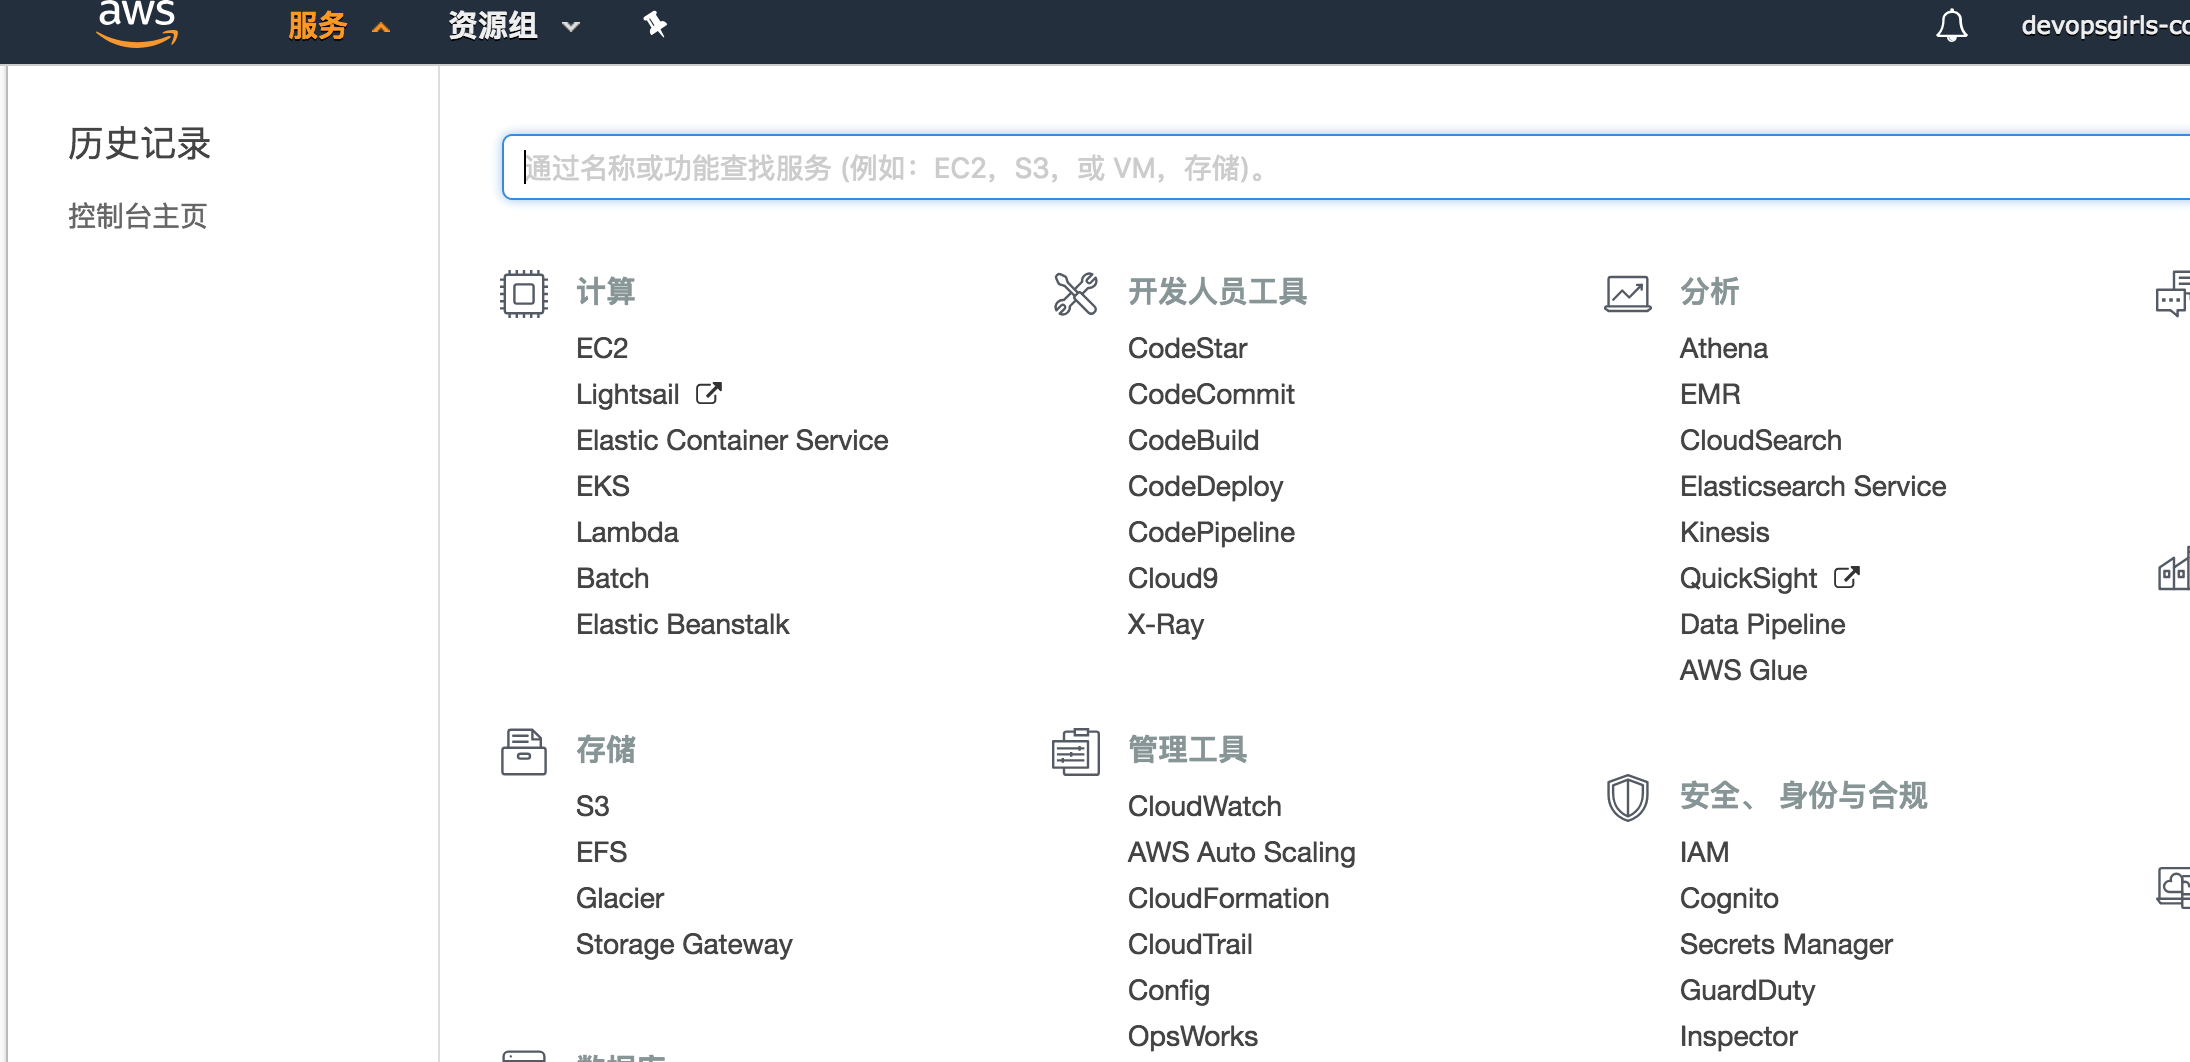 aws
服务
资源组
devopsgirls-co
历史记录
控制台主页
通过名称或功能查找服务 (例如：EC2，S3，或 VM，存储)。
计算
EC2
Lightsail
Elastic Container Service
EKS
Lambda
Batch
Elastic Beanstalk
存储
S3
EFS
Glacier
Storage Gateway
数据库
开发人员工具
CodeStar
CodeCommit
CodeBuild
CodeDeploy
CodePipeline
Cloud9
X-Ray
管理工具
CloudWatch
AWS Auto Scaling
CloudFormation
CloudTrail
Config
OpsWorks
分析
Athena
EMR
CloudSearch
Elasticsearch Service
Kinesis
QuickSight
Data Pipeline
AWS Glue
安全、 身份与合规
IAM
Cognito
Secrets Manager
GuardDuty
Inspector